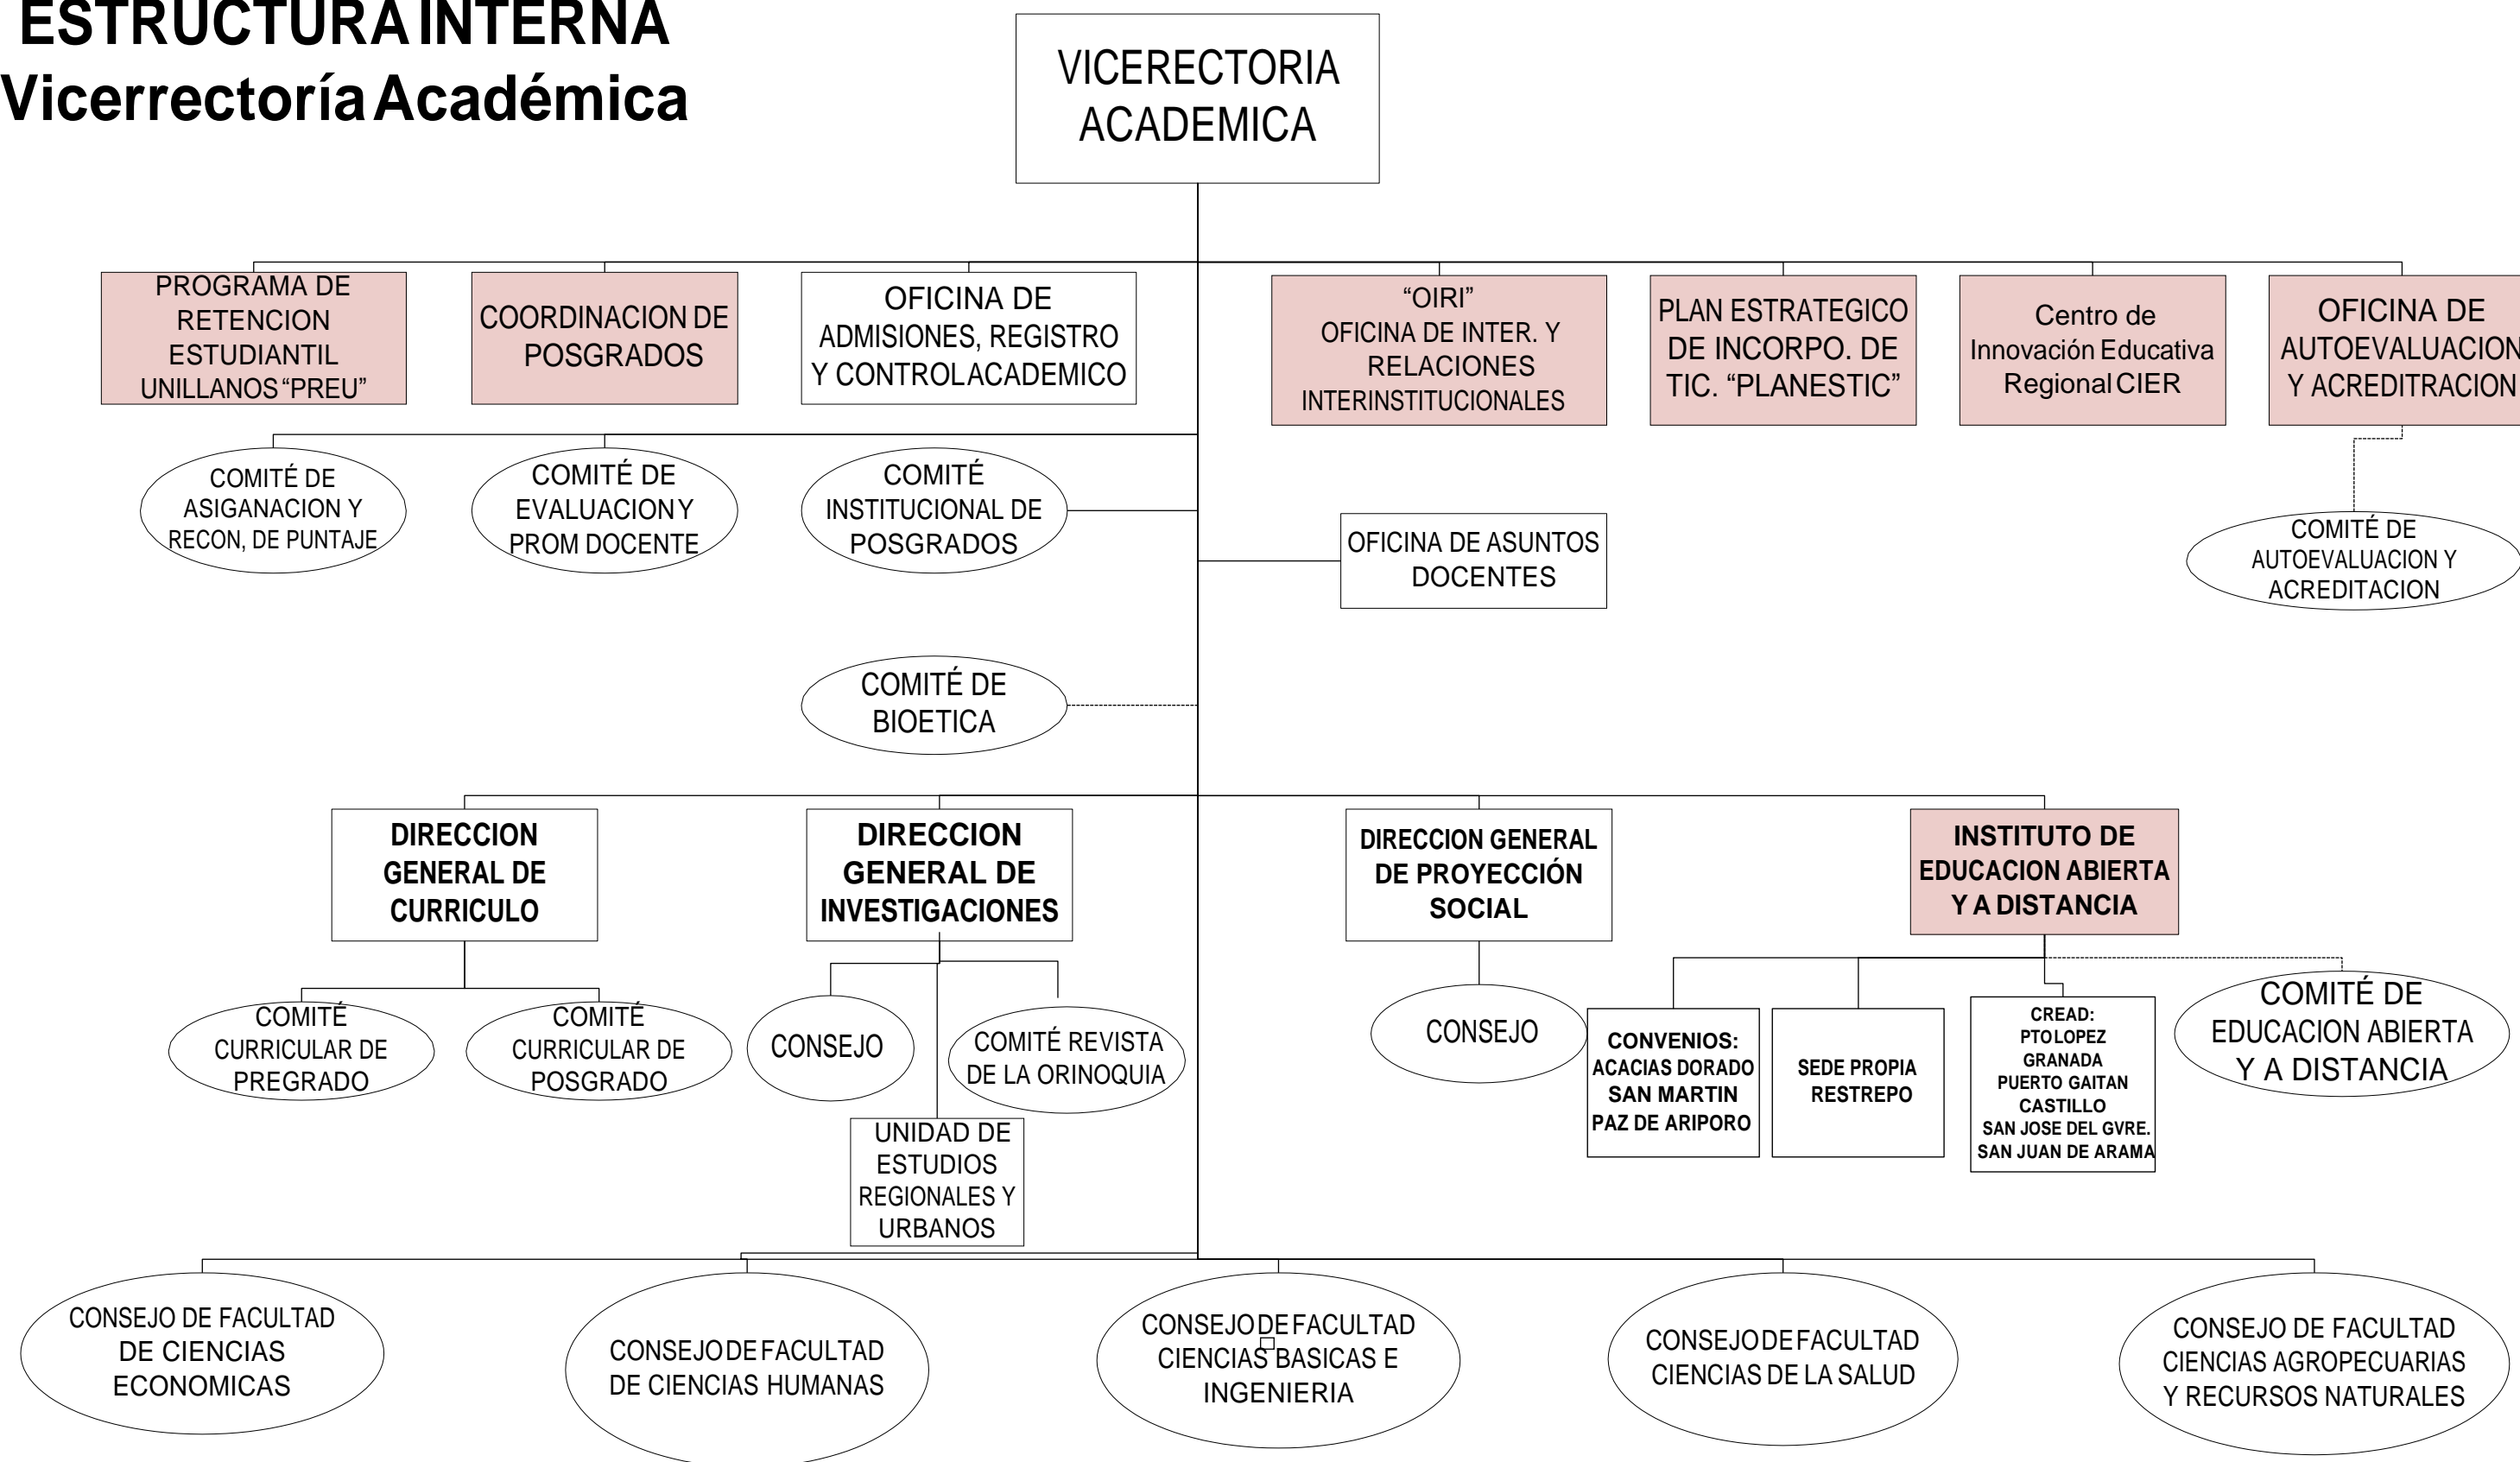 ESTRUCTURA INTERNA
Vicerrectoría Académica
VICERECTORIA
ACADEMICA
PROGRAMA DE
RETENCION
ESTUDIANTIL
UNILLANOS “PREU”
COORDINACION DE
POSGRADOS
OFICINA DE
ADMISIONES, REGISTRO
Y CONTROL ACADEMICO
“OIRI”
OFICINA DE INTER. Y
RELACIONES
INTERINSTITUCIONALES
PLAN ESTRATEGICO
DE INCORPO. DE
TIC. “PLANESTIC”
Centro de
Innovación Educativa
Regional CIER
OFICINA DE
AUTOEVALUACION
Y ACREDITRACION
COMITÉ DE
ASIGANACION Y
RECON, DE PUNTAJE
COMITÉ DE
EVALUACION Y
PROM DOCENTE
COMITÉ
INSTITUCIONAL DE
POSGRADOS
OFICINA DE ASUNTOS
DOCENTES
COMITÉ DE
AUTOEVALUACION Y
ACREDITACION
COMITÉ DE
BIOETICA
DIRECCION
GENERAL DE
CURRICULO
DIRECCION
GENERAL DE
INVESTIGACIONES
DIRECCION GENERAL
DE PROYECCIÓN
SOCIAL
INSTITUTO DE
EDUCACION ABIERTA
Y A DISTANCIA
COMITÉ
CURRICULAR DE
PREGRADO
COMITÉ
CURRICULAR DE
POSGRADO
CONSEJO
COMITÉ REVISTA
DE LA ORINOQUIA
UNIDAD DE
ESTUDIOS
REGIONALES Y
URBANOS
CONSEJO
CONVENIOS:
ACACIAS DORADO
SAN MARTIN
PAZ DE ARIPORO
SEDE PROPIA
RESTREPO
CREAD:
PTO LOPEZ
GRANADA
PUERTO GAITAN
CASTILLO
SAN JOSE DEL GVRE.
SAN JUAN DE ARAMA
COMITÉ DE
EDUCACION ABIERTA
Y A DISTANCIA
CONSEJO DE FACULTAD
DE CIENCIAS
ECONOMICAS
CONSEJO DE FACULTAD
DE CIENCIAS HUMANAS
CONSEJO DE FACULTAD
CIENCIAS BASICAS E
INGENIERIA
CONSEJO DE FACULTAD
CIENCIAS DE LA SALUD
CONSEJO DE FACULTAD
CIENCIAS AGROPECUARIAS
Y RECURSOS NATURALES